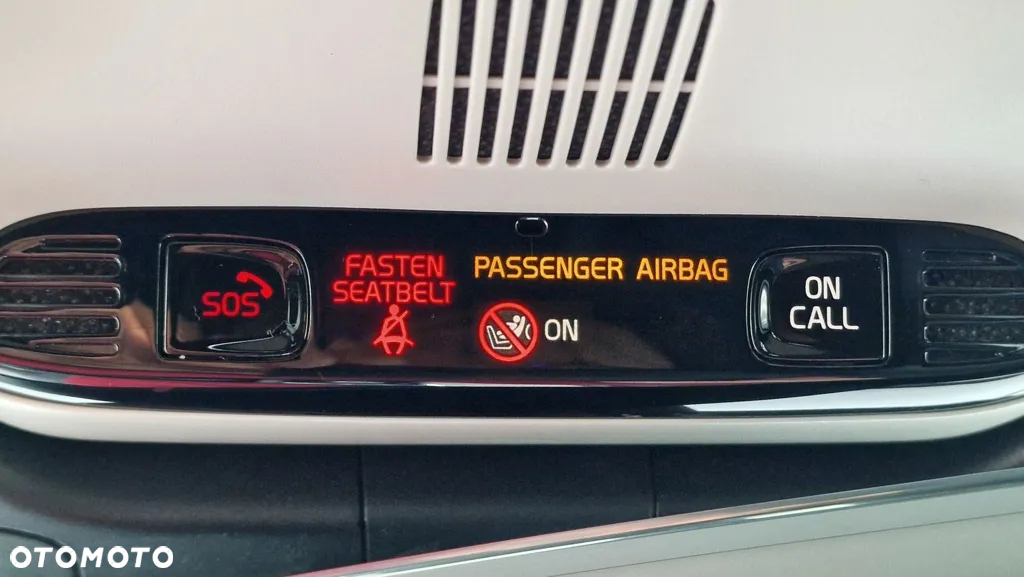 SOS
FASTEN
SEATBELT
PASSENGER AIRBAG
ON
ON
CALL
OTOMOTO